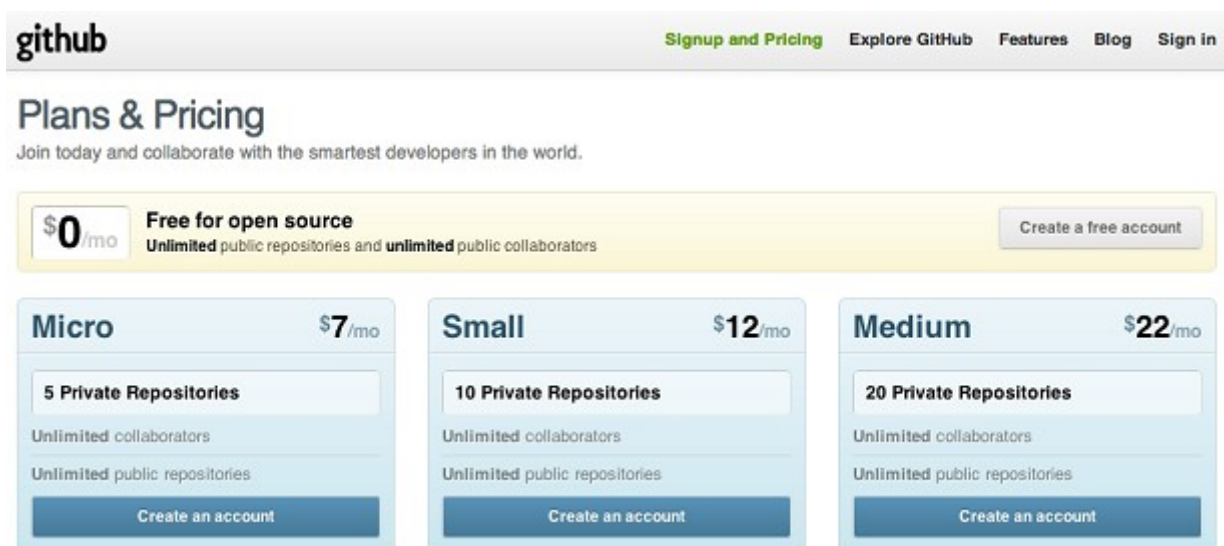 github
Signup and Pricing Explore GitHub Features Blog Sign in
Plans & Pricing
Join today and collaborate with the smartest developers in the world.
$0/mo
Free for open source
Unlimited public repositories and unlimited public collaborators
Create a free account
Micro $7/mo
5 Private Repositories
Unlimited collaborators
Unlimited public repositories
Create an account
Small $12/mo
10 Private Repositories
Unlimited collaborators
Unlimited public repositories
Create an account
Medium $22/mo
20 Private Repositories
Unlimited collaborators
Unlimited public repositories
Create an account